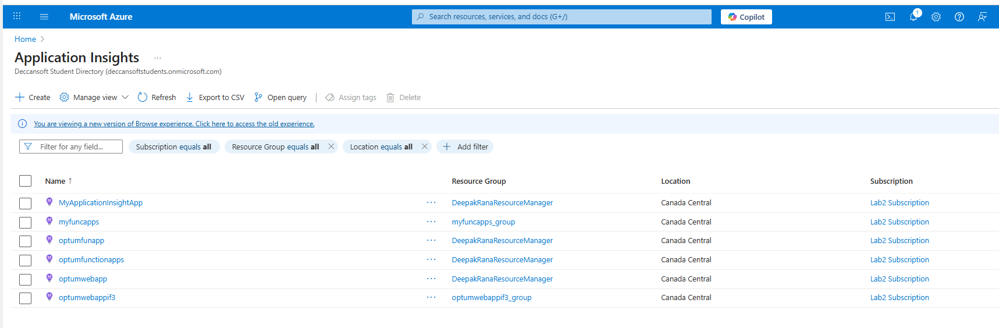 Microsoft Azure
Search resources, services, and docs (G+/)
Copilot
1
Home
Application Insights
Deccansoft Student Directory (deccansoftstudents.onmicrosoft.com)
Create Manage view Refresh Export to CSV Open query Assign tags Delete
You are viewing a new version of Browse experience. Click here to access the old experience.
Filter for any field... Subscription equals all Resource Group equals all Location equals all Add filter
Name ↑ Resource Group Location Subscription
MyApplicationInsightApp ... DeepakRanaResourceManager Canada Central Lab2 Subscription
myfuncapps ... myfuncapps_group Canada Central Lab2 Subscription
optumfunapp ... DeepakRanaResourceManager Canada Central Lab2 Subscription
optumfunctionapps ... DeepakRanaResourceManager Canada Central Lab2 Subscription
optumwebapp ... DeepakRanaResourceManager Canada Central Lab2 Subscription
optumwebappif3 ... optumwebappif3_group Canada Central Lab2 Subscription